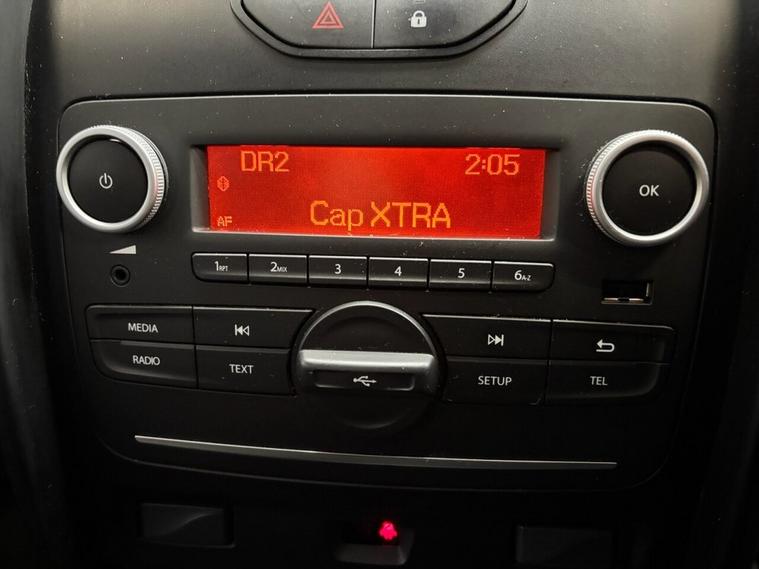 DR2 2:05
AF Cap XTRA
OK
1RPT 2MIX 3 4 5 6A-Z
MEDIA
RADIO TEXT SETUP TEL